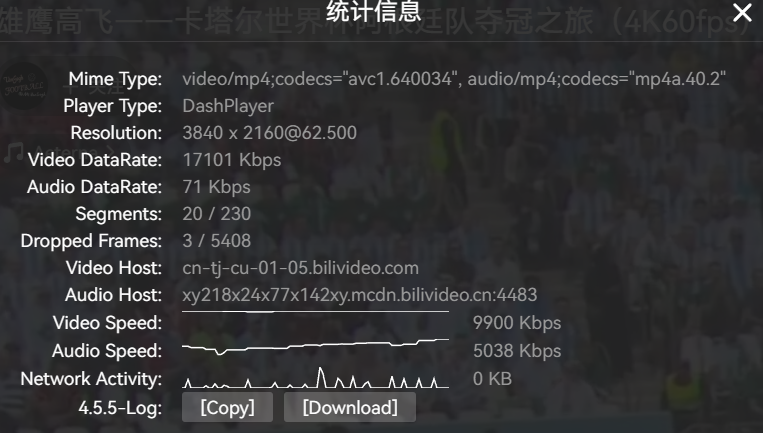 统计信息
雄鹰高飞——卡塔尔世界杯阿根廷队夺冠之旅（4K60fps）
Mime Type: video/mp4;codecs="avc1.640034", audio/mp4;codecs="mp4a.40.2"
Player Type: DashPlayer
Resolution: 3840 x 2160@62.500
Video DataRate: 17101 Kbps
Audio DataRate: 71 Kbps
Segments: 20 / 230
Dropped Frames: 3 / 5408
Video Host: cn-tj-cu-01-05.bilivideo.com
Audio Host: xy218x24x77x142xy.mcdn.bilivideo.cn:4483
Video Speed: 9900 Kbps
Audio Speed: 5038 Kbps
Network Activity: 0 KB
4.5.5-Log: [Copy] [Download]